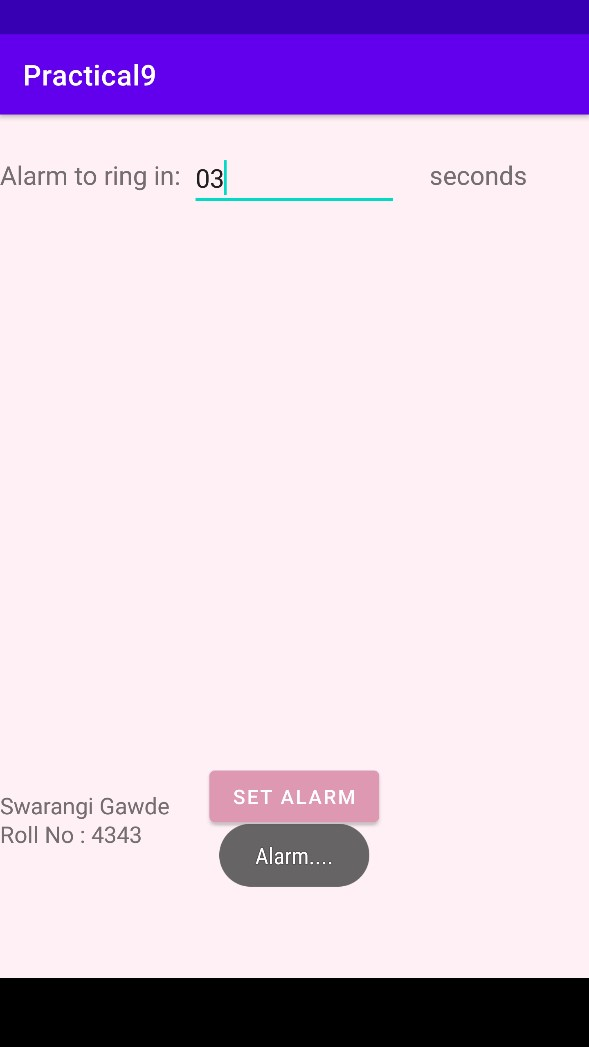 Practical9
Alarm to ring in: 03 seconds
SET ALARM
Swarangi Gawde
Roll No : 4343
Alarm....